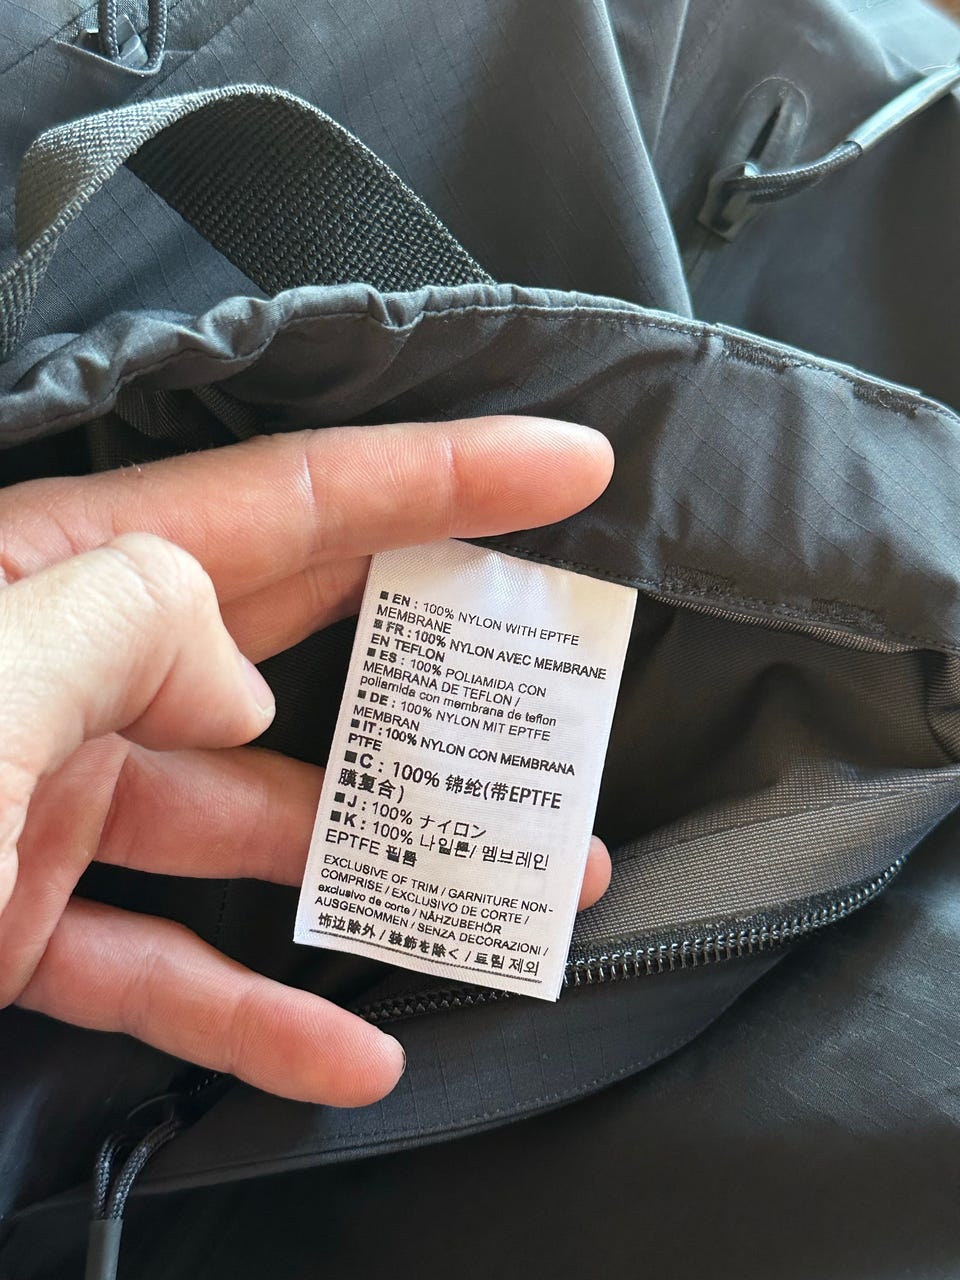 ■ EN : 100% NYLON WITH EPTFE
MEMBRANE
■ FR : 100% NYLON AVEC MEMBRANE
EN TEFLON
■ ES : 100% POLIAMIDA CON
MEMBRANA DE TEFLON /
poliamida con membrana de teflon
■ DE : 100% NYLON MIT EPTFE
MEMBRAN
■ IT : 100% NYLON CON MEMBRANA
PTFE
■ C : 100% 锦纶(带EPTFE
膜复合)
■ J : 100% ナイロン
■ K : 100% 나일론/ 멤브레인
EPTFE 필름
EXCLUSIVE OF TRIM / GARNITURE NON-
COMPRISE / EXCLUSIVO DE CORTE /
exclusivo de corte / NÄHZUBEHÖR
AUSGENOMMEN / SENZA DECORAZIONI /
饰边除外 / 装飾を除く / 트림 제외